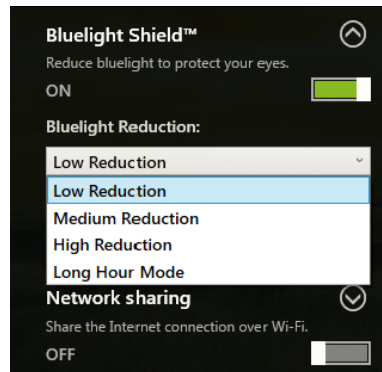 Bluelight Shield™
Reduce bluelight to protect your eyes.
ON
Bluelight Reduction:
Low Reduction
Low Reduction
Medium Reduction
High Reduction
Long Hour Mode
Network sharing
Share the Internet connection over Wi-Fi.
OFF